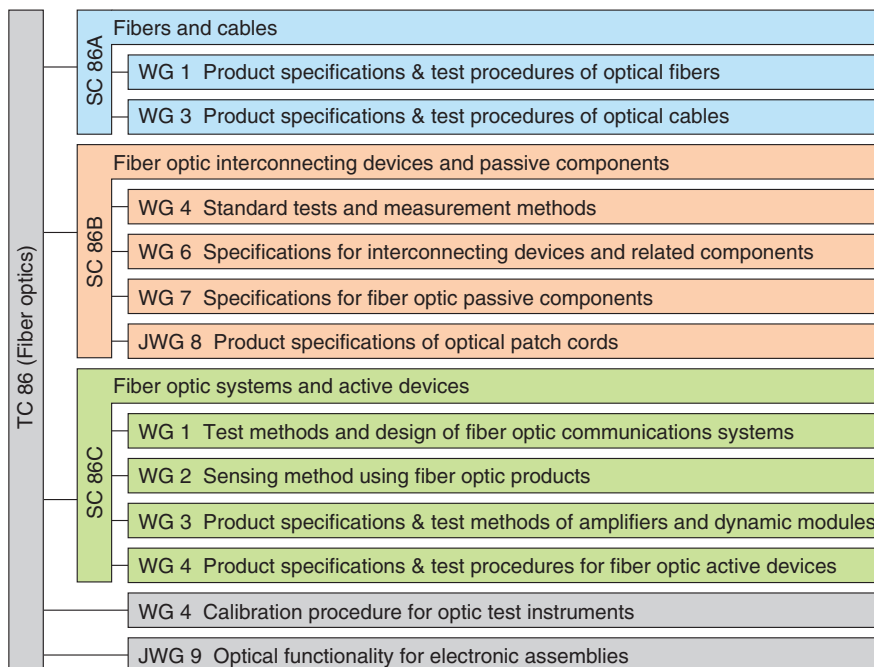 TC 86 (Fiber optics)
SC 86A
Fibers and cables
WG 1 Product specifications & test procedures of optical fibers
WG 3 Product specifications & test procedures of optical cables
SC 86B
Fiber optic interconnecting devices and passive components
WG 4 Standard tests and measurement methods
WG 6 Specifications for interconnecting devices and related components
WG 7 Specifications for fiber optic passive components
JWG 8 Product specifications of optical patch cords
SC 86C
Fiber optic systems and active devices
WG 1 Test methods and design of fiber optic communications systems
WG 2 Sensing method using fiber optic products
WG 3 Product specifications & test methods of amplifiers and dynamic modules
WG 4 Product specifications & test procedures for fiber optic active devices
WG 4 Calibration procedure for optic test instruments
JWG 9 Optical functionality for electronic assemblies